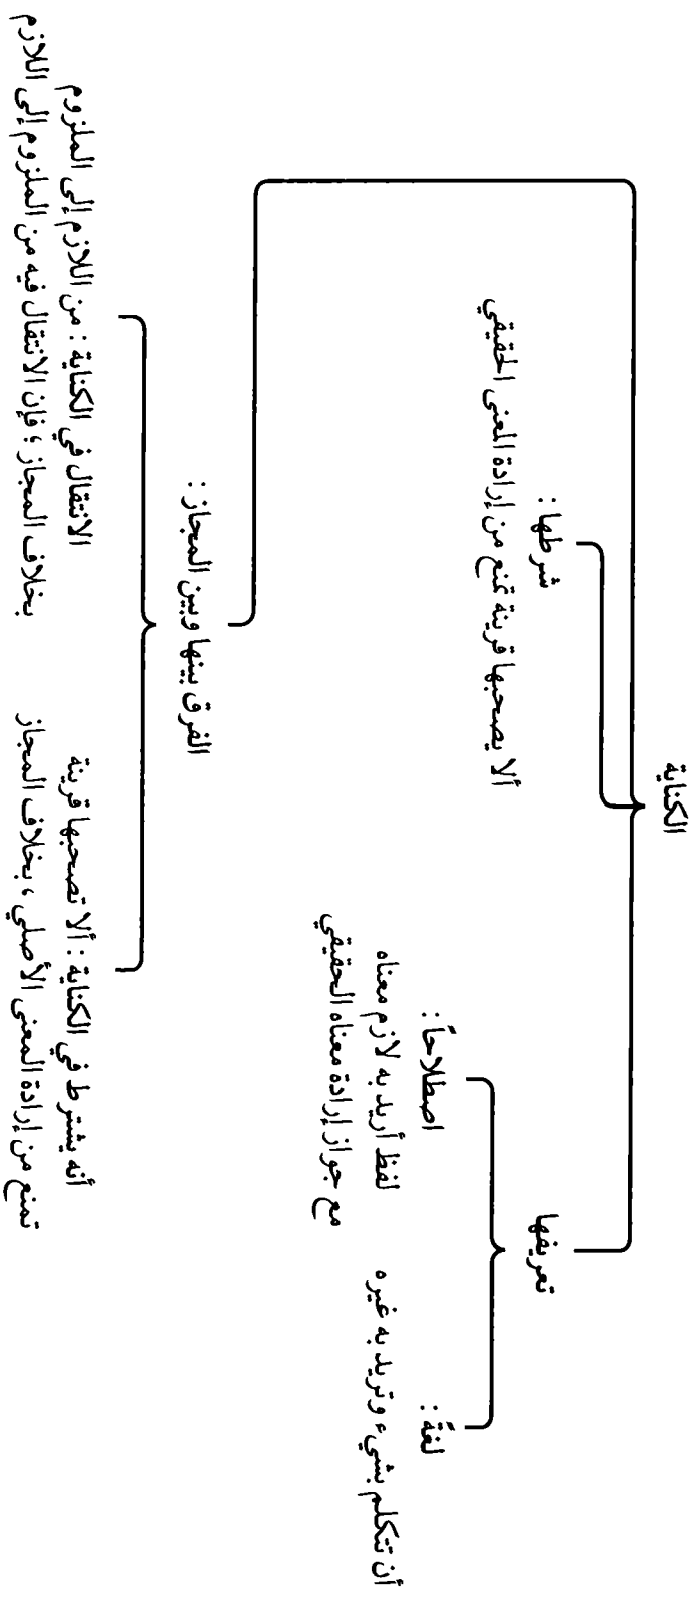 الكناية
تعريفها
لغةً :
أن تتكلم بشيء وتريد به غيره
اصطلاحاً :
لفظ أريد به لازم معناه
مع جواز إرادة معناه الحقيقي
شرطها :
ألا يصحبها قرينة تمنع من إرادة المعنى الحقيقي
الفرق بينها وبين المجاز :
أنه يشترط في الكناية : ألا تصحبها قرينة
تمنع من إرادة المعنى الأصلي ، بخلاف المجاز
الانتقال في الكناية : من اللازم إلى الملزوم
بخلاف المجاز ؛ فإن الانتقال فيه من الملزوم إلى اللازم